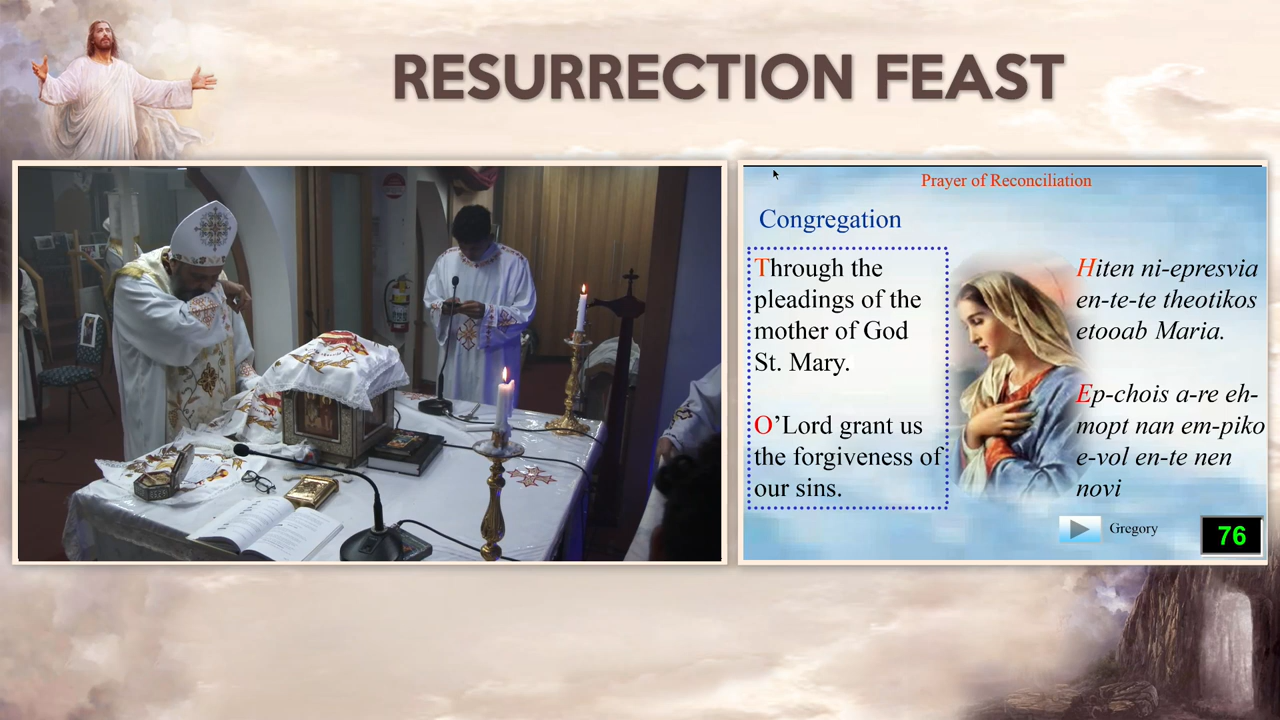 RESURRECTION FEAST
Prayer of Reconciliation
Congregation
Through the
pleadings of the
mother of God
St. Mary.
O’Lord grant us
the forgiveness of
our sins.
Hiten ni-epresvia
en-te-te theotikos
etooab Maria.
Ep-chois a-re eh-
mopt nan em-piko
e-vol en-te nen
novi
Gregory
76